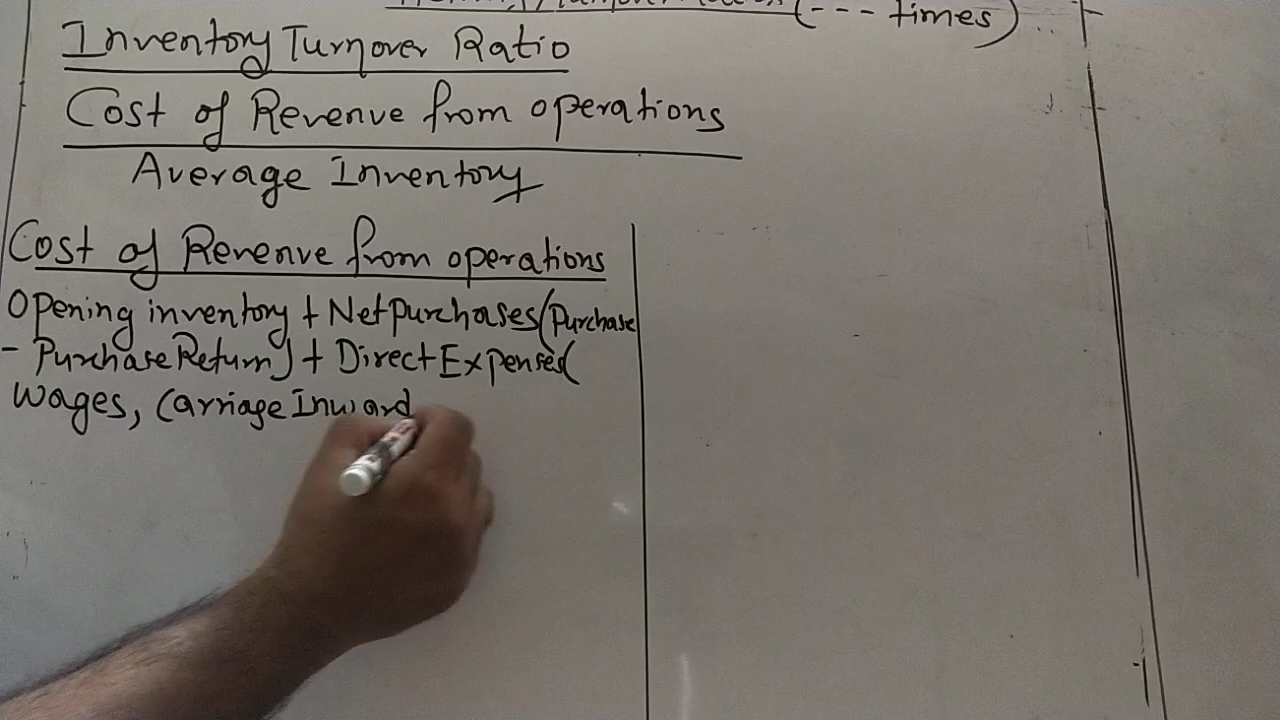 (--- times)
Inventory Turnover Ratio
Cost of Revenue from operations
Average Inventory
Cost of Revenue from operations
Opening inventory + Net purchases (Purchase
- Purchase Return) + Direct Expenses(
Wages, Carriage Inward